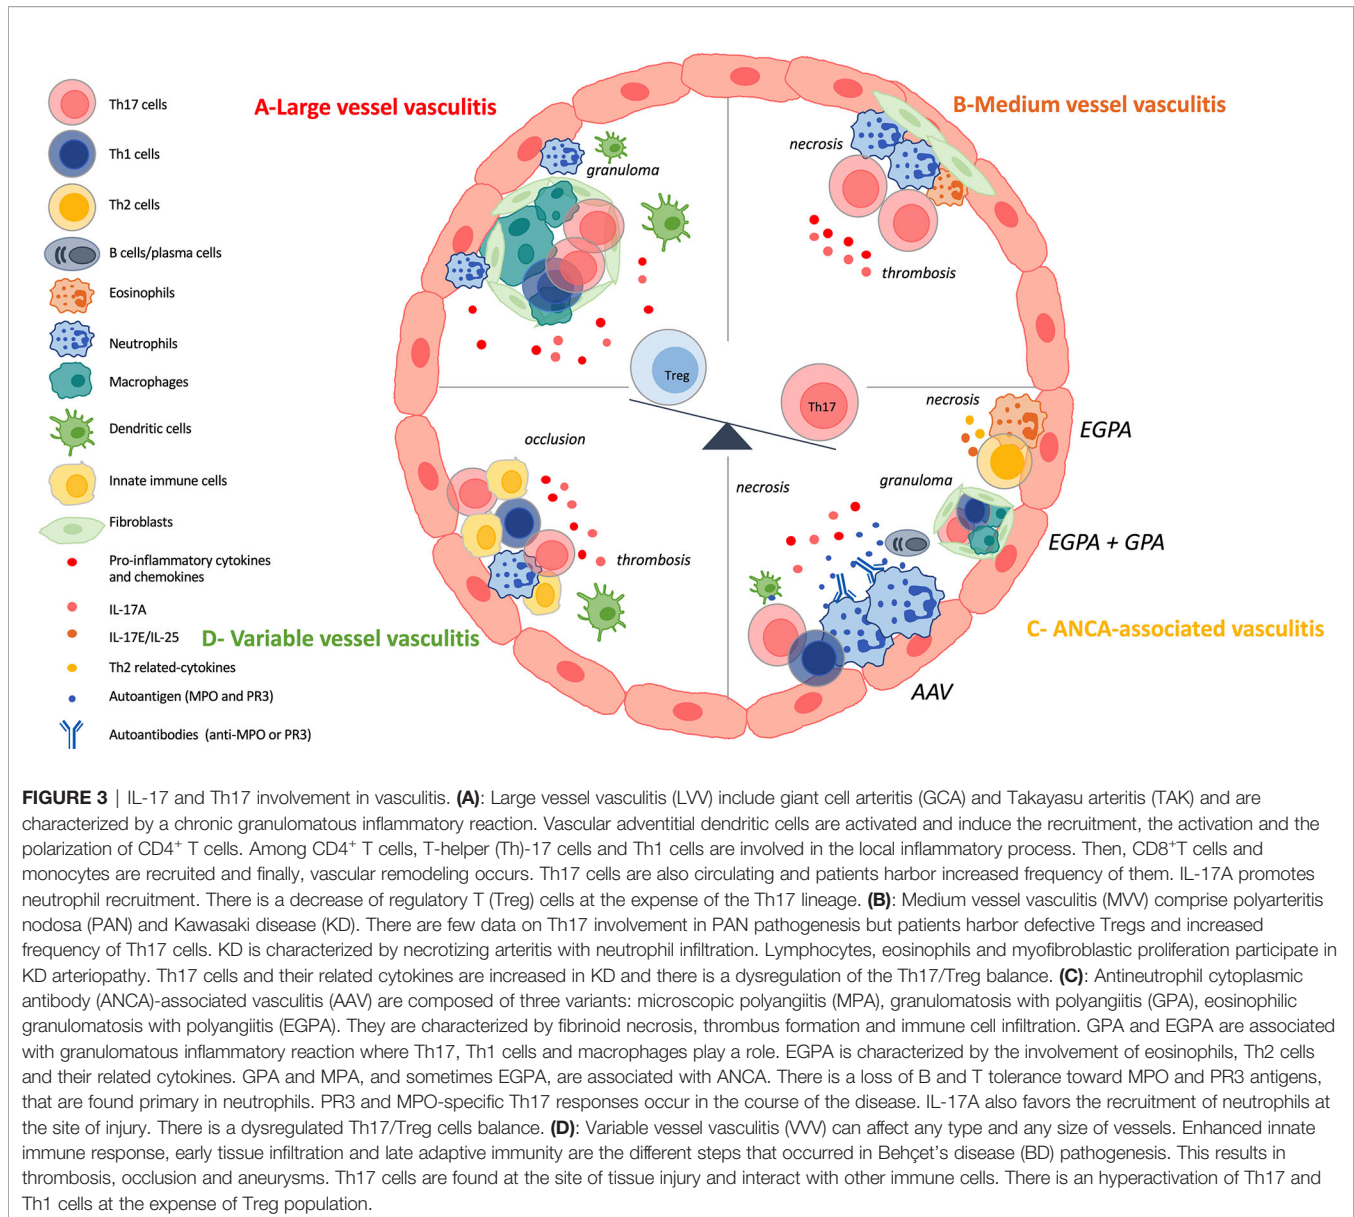 A-Large vessel vasculitis
B-Medium vessel vasculitis
Th17 cells
Th1 cells
Th2 cells
B cells/plasma cells
Eosinophils
Neutrophils
Macrophages
Dendritic cells
Innate immune cells
Fibroblasts
Pro-inflammatory cytokines
and chemokines
IL-17A
IL-17E/IL-25
Th2 related-cytokines
Autoantigen (MPO and PR3)
Autoantibodies (anti-MPO or PR3)
granuloma
necrosis
thrombosis
Treg
Th17
necrosis
EGPA
granuloma
EGPA + GPA
necrosis
C- ANCA-associated vasculitis
AAV
occlusion
thrombosis
D- Variable vessel vasculitis
FIGURE 3 | IL-17 and Th17 involvement in vasculitis. (A): Large vessel vasculitis (LVV) include giant cell arteritis (GCA) and Takayasu arteritis (TAK) and are
characterized by a chronic granulomatous inflammatory reaction. Vascular adventitial dendritic cells are activated and induce the recruitment, the activation and the
polarization of CD4+ T cells. Among CD4+ T cells, T-helper (Th)-17 cells and Th1 cells are involved in the local inflammatory process. Then, CD8+T cells and
monocytes are recruited and finally, vascular remodeling occurs. Th17 cells are also circulating and patients harbor increased frequency of them. IL-17A promotes
neutrophil recruitment. There is a decrease of regulatory T (Treg) cells at the expense of the Th17 lineage. (B): Medium vessel vasculitis (MVV) comprise polyarteritis
nodosa (PAN) and Kawasaki disease (KD). There are few data on Th17 involvement in PAN pathogenesis but patients harbor defective Tregs and increased
frequency of Th17 cells. KD is characterized by necrotizing arteritis with neutrophil infiltration. Lymphocytes, eosinophils and myofibroblastic proliferation participate in
KD arteriopathy. Th17 cells and their related cytokines are increased in KD and there is a dysregulation of the Th17/Treg balance. (C): Antineutrophil cytoplasmic
antibody (ANCA)-associated vasculitis (AAV) are composed of three variants: microscopic polyangiitis (MPA), granulomatosis with polyangiitis (GPA), eosinophilic
granulomatosis with polyangiitis (EGPA). They are characterized by fibrinoid necrosis, thrombus formation and immune cell infiltration. GPA and EGPA are associated
with granulomatous inflammatory reaction where Th17, Th1 cells and macrophages play a role. EGPA is characterized by the involvement of eosinophils, Th2 cells
and their related cytokines. GPA and MPA, and sometimes EGPA, are associated with ANCA. There is a loss of B and T tolerance toward MPO and PR3 antigens,
that are found primary in neutrophils. PR3 and MPO-specific Th17 responses occur in the course of the disease. IL-17A also favors the recruitment of neutrophils at
the site of injury. There is a dysregulated Th17/Treg cells balance. (D): Variable vessel vasculitis (VVV) can affect any type and any size of vessels. Enhanced innate
immune response, early tissue infiltration and late adaptive immunity are the different steps that occurred in Behçet's disease (BD) pathogenesis. This results in
thrombosis, occlusion and aneurysms. Th17 cells are found at the site of tissue injury and interact with other immune cells. There is an hyperactivation of Th17 and
Th1 cells at the expense of Treg population.